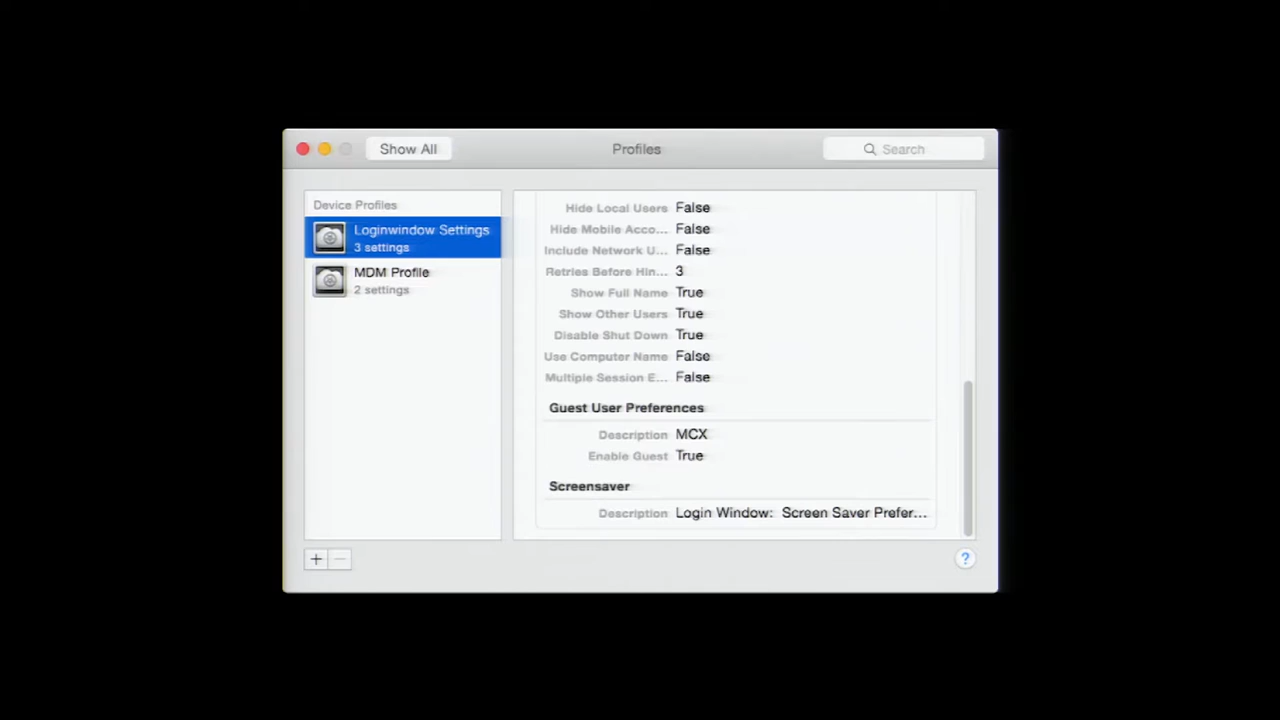 Show All
Profiles
Search
Device Profiles
Loginwindow Settings
3 settings
MDM Profile
2 settings
Hide Local Users False
Hide Mobile Acco... False
Include Network U... False
Retries Before Hin... 3
Show Full Name True
Show Other Users True
Disable Shut Down True
Use Computer Name False
Multiple Session E... False
Guest User Preferences
Description MCX
Enable Guest True
Screensaver
Description Login Window: Screen Saver Prefer...
+ −
?